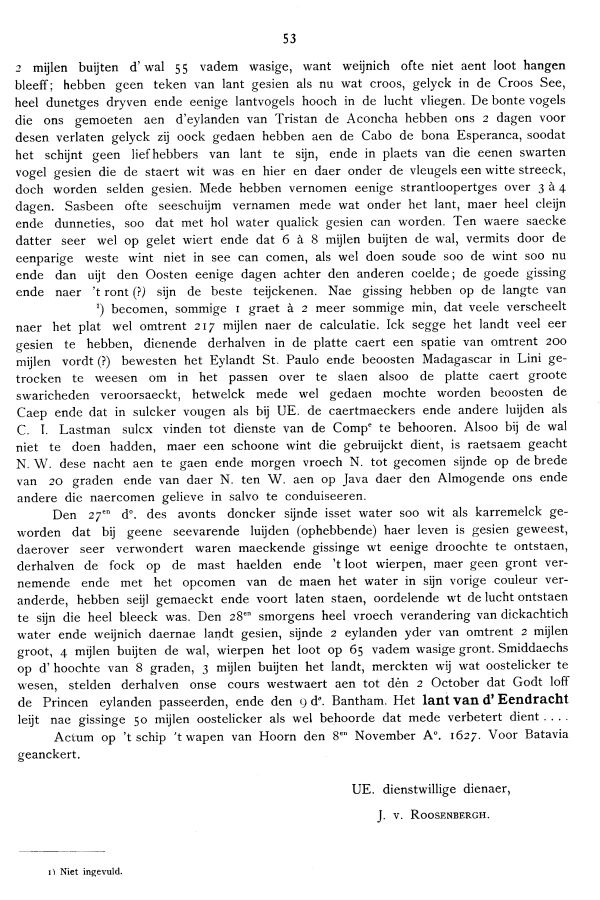 53
2 mijlen buijten d' wal 55 vadem wasige, want weijnich ofte niet aent loot hangen
bleeff; hebben geen teken van lant gesien als nu wat croos, gelyck in de Croos See,
heel dunetges dryven ende eenige lantvogels hooch in de lucht vliegen. De bonte vogels
die ons gemoeten aen d'eylanden van Tristan de Aconcha hebben ons 2 dagen voor
desen verlaten gelyck zij oock gedaen hebben aen de Cabo de bona Esperanca, soodat
het schijnt geen liefhebbers van lant te sijn, ende in plaets van die eenen swarten
vogel gesien die de staert wit was en hier en daer onder de vleugels een witte streeck,
doch worden selden gesien. Mede hebben vernomen eenige strantloopertges over 3 à 4
dagen. Sasbeen ofte seeschuijm vernamen mede wat onder het lant, maer heel cleijn
ende dunneties, soo dat met hol water qualick gesien can worden. Ten waere saecke
datter seer wel op gelet wiert ende dat 6 à 8 mijlen buijten de wal, vermits door de
eenparige weste wint niet in see can comen, als wel doen soude soo de wint soo nu
ende dan uijt den Oosten eenige dagen achter den anderen coelde; de goede gissing
ende naer 't ront (?) sijn de beste teijckenen. Nae gissing hebben op de langte van
¹) becomen, sommige 1 graet à 2 meer sommige min, dat veele verscheelt
naer het plat wel omtrent 217 mijlen naer de calculatie. Ick segge het landt veel eer
gesien te hebben, dienende derhalven in de platte caert een spatie van omtrent 200
mijlen vordt (?) bewesten het Eylandt St. Paulo ende beoosten Madagascar in Lini ge-
trocken te weesen om in het passen over te slaen alsoo de platte caert groote
swaricheden veroorsaeckt, hetwelck mede wel gedaen mochte worden beoosten de
Caep ende dat in sulcker vougen als bij UE. de caertmaeckers ende andere luijden als
C. I. Lastman sulcx vinden tot dienste van de Compᵉ te behooren. Alsoo bij de wal
niet te doen hadden, maer een schoone wint die gebruijckt dient, is raetsaem geacht
N. W. dese nacht aen te gaen ende morgen vroech N. tot gecomen sijnde op de brede
van 20 graden ende van daer N. ten W. aen op Java daer den Almogende ons ende
andere die naercomen gelieve in salvo te conduiseeren.
Den 27ᵉⁿ dᵒ. des avonts doncker sijnde isset water soo wit als karremelck ge-
worden dat bij geene seevarende luijden (ophebbende) haer leven is gesien geweest,
daerover seer verwondert waren maeckende gissinge wt eenige droochte te ontstaen,
derhalven de fock op de mast haelden ende 't loot wierpen, maer geen gront ver-
nemende ende met het opcomen van de maen het water in sijn vorige couleur ver-
anderde, hebben seijl gemaeckt ende voort laten staen, oordelende wt de lucht ontstaen
te sijn die heel bleeck was. Den 28ᵉⁿ smorgens heel vroech verandring van dickachtich
water ende weijnich daernae landt gesien, sijnde 2 eylanden yder van omtrent 2 mijlen
groot, 4 mijlen buijten de wal, wierpen het loot op 65 vadem wasige gront. Smiddaechs
op d'hoochte van 8 graden, 3 mijlen buijten het landt, merckten wij wat oostelicker te
wesen, stelden derhalven onse cours westwaert aen tot dén 2 October dat Godt loff
de Princen eylanden passeerden, ende den 9 dᵒ. Bantham. Het lant van d'Eendracht
leijt nae gissinge 50 mijlen oostelicker als wel behoorde dat mede verbetert dient ....
Actum op 't schip 't wapen van Hoorn den 8ᵉⁿ November Aᵒ. 1627. Voor Batavia
geanckert.
UE. dienstwillige dienaer,
J. v. ROOSENBERGH.
1) Niet ingevuld.